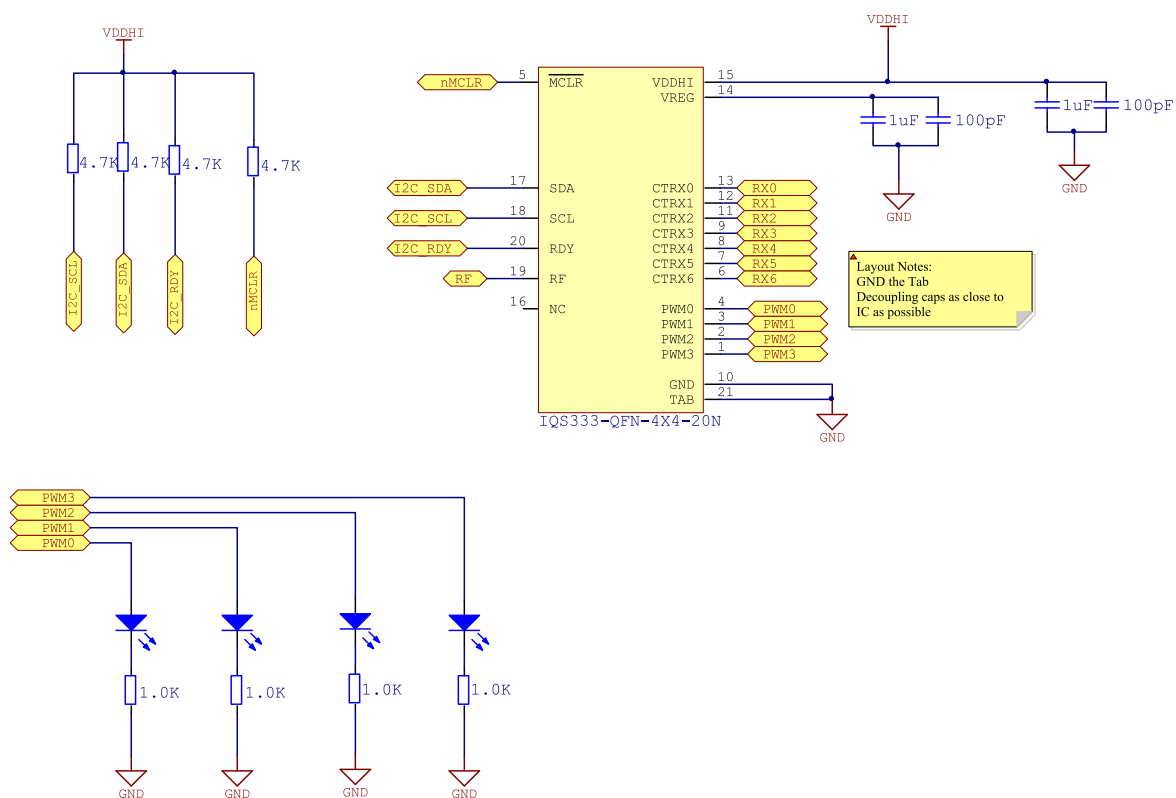 VDDHI
4.7K
4.7K
4.7K
4.7K
I2C_SCL
I2C_SDA
I2C_RDY
nMCLR
nMCLR
5
MCLR
I2C_SDA
17
SDA
I2C_SCL
18
SCL
I2C_RDY
20
RDY
RF
19
RF
16
NC
VDDHI
15
VREG
14
CTRX0
13
RX0
CTRX1
12
RX1
CTRX2
11
RX2
CTRX3
9
RX3
CTRX4
8
RX4
CTRX5
7
RX5
CTRX6
6
RX6
PWM0
4
PWM0
PWM1
3
PWM1
PWM2
2
PWM2
PWM3
1
PWM3
GND
10
TAB
21
GND
IQS333-QFN-4X4-20N
VDDHI
1uF
100pF
GND
1uF
100pF
GND
Layout Notes:
GND the Tab
Decoupling caps as close to
IC as possible
PWM3
PWM2
PWM1
PWM0
1.0K
1.0K
1.0K
1.0K
GND
GND
GND
GND